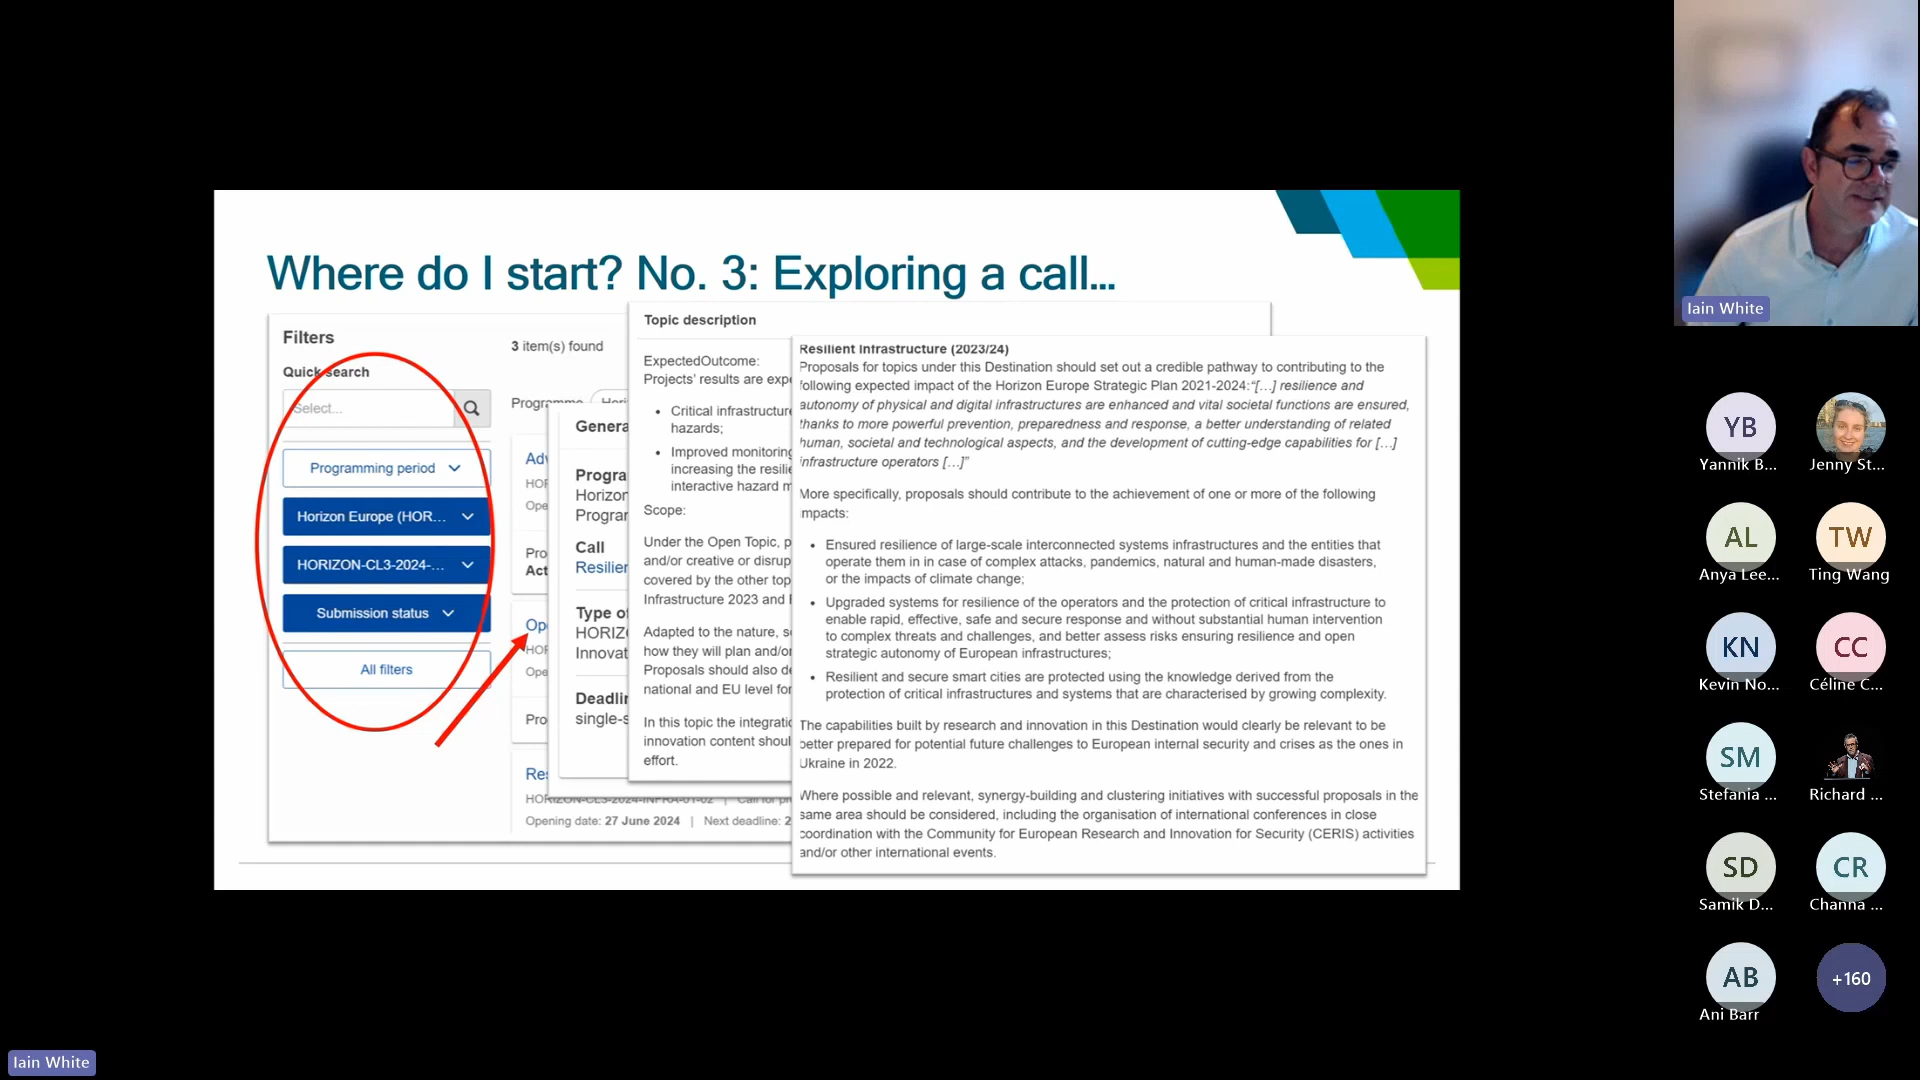 Where do I start? No. 3: Exploring a call...
Filters
Quick search
Select...
Programming period
Horizon Europe (HOR...
HORIZON-CL3-2024-...
Submission status
All filters
3 item(s) found
Programme
Opening date: 27 June 2024 | Next deadline: 2
Genera
Progra
Horizon
Program
Call
Resilien
Type of
HORIZO
Innovat
Deadlin
single-s
Topic description
ExpectedOutcome:
Projects' results are expe
• Critical infrastructure
hazards;
• Improved monitoring
increasing the resilie
interactive hazard m
Scope:
Under the Open Topic, p
and/or creative or disrup
covered by the other top
Infrastructure 2023 and
Adapted to the nature, s
how they will plan and/or
Proposals should also de
national and EU level for
In this topic the integratio
innovation content shoul
effort.
Resilient Infrastructure (2023/24)
Proposals for topics under this Destination should set out a credible pathway to contributing to the
following expected impact of the Horizon Europe Strategic Plan 2021-2024:“[…] resilience and
autonomy of physical and digital infrastructures are enhanced and vital societal functions are ensured,
thanks to more powerful prevention, preparedness and response, a better understanding of related
human, societal and technological aspects, and the development of cutting-edge capabilities for […]
infrastructure operators […]”
More specifically, proposals should contribute to the achievement of one or more of the following
impacts:
• Ensured resilience of large-scale interconnected systems infrastructures and the entities that
operate them in in case of complex attacks, pandemics, natural and human-made disasters,
or the impacts of climate change;
• Upgraded systems for resilience of the operators and the protection of critical infrastructure to
enable rapid, effective, safe and secure response and without substantial human intervention
to complex threats and challenges, and better assess risks ensuring resilience and open
strategic autonomy of European infrastructures;
• Resilient and secure smart cities are protected using the knowledge derived from the
protection of critical infrastructures and systems that are characterised by growing complexity.
The capabilities built by research and innovation in this Destination would clearly be relevant to be
better prepared for potential future challenges to European internal security and crises as the ones in
Ukraine in 2022.
Where possible and relevant, synergy-building and clustering initiatives with successful proposals in the
same area should be considered, including the organisation of international conferences in close
coordination with the Community for European Research and Innovation for Security (CERIS) activities
and/or other international events.
Iain White
YB
Yannik B...
Jenny St...
AL
Anya Lee...
TW
Ting Wang
KN
Kevin No...
CC
Céline C...
SM
Stefania ...
Richard ...
SD
Samik D...
CR
Channa ...
AB
Ani Barr
+160
Iain White